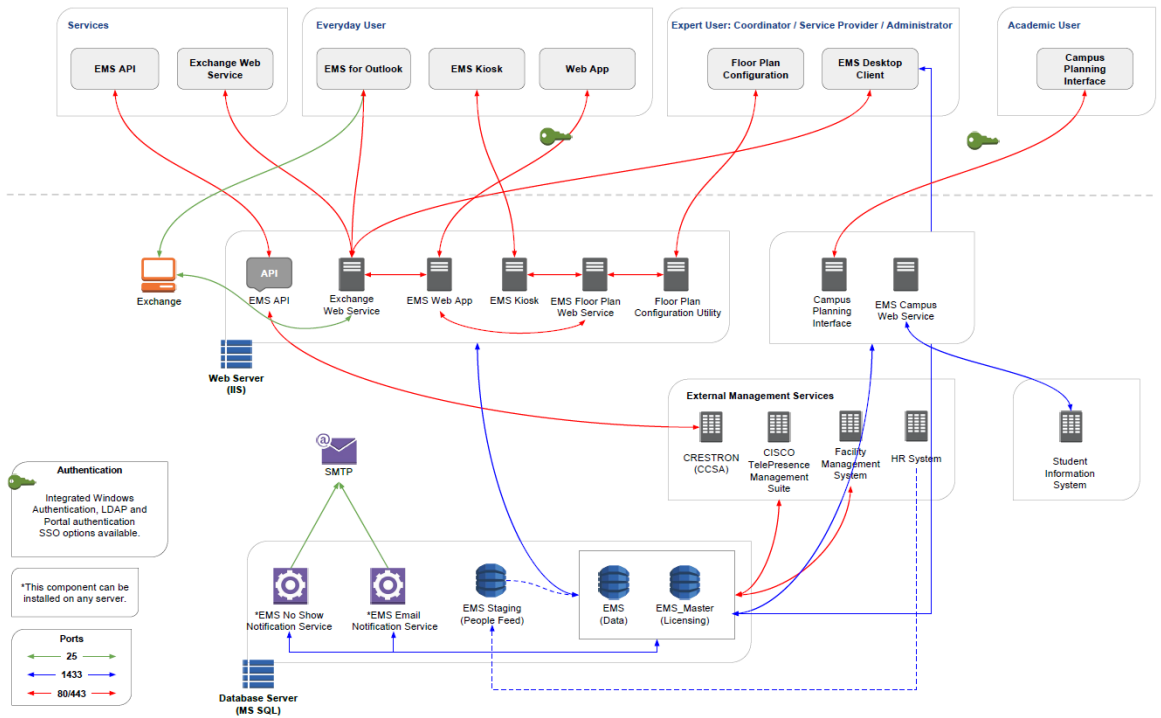 Services
Everyday User
Expert User: Coordinator / Service Provider / Administrator
Academic User
EMS API
Exchange Web
Service
EMS for Outlook
EMS Kiosk
Web App
Floor Plan
Configuration
EMS Desktop
Client
Campus
Planning
Interface
Exchange
API
EMS API
Exchange
Web Service
EMS Web App
EMS Kiosk
EMS Floor Plan
Web Service
Floor Plan
Configuration Utility
Campus
Planning
Interface
EMS Campus
Web Service
Web Server
(IIS)
External Management Services
CRESTRON
(CCSA)
CISCO
TelePresence
Management
Suite
Facility
Management
System
HR System
Student
Information
System
@
SMTP
Authentication
Integrated Windows
Authentication, LDAP and
Portal authentication
SSO options available.
*This component can be
installed on any server.
Ports
25
1433
80/443
*EMS No Show
Notification Service
*EMS Email
Notification Service
EMS Staging
(People Feed)
EMS
(Data)
EMS_Master
(Licensing)
Database Server
(MS SQL)